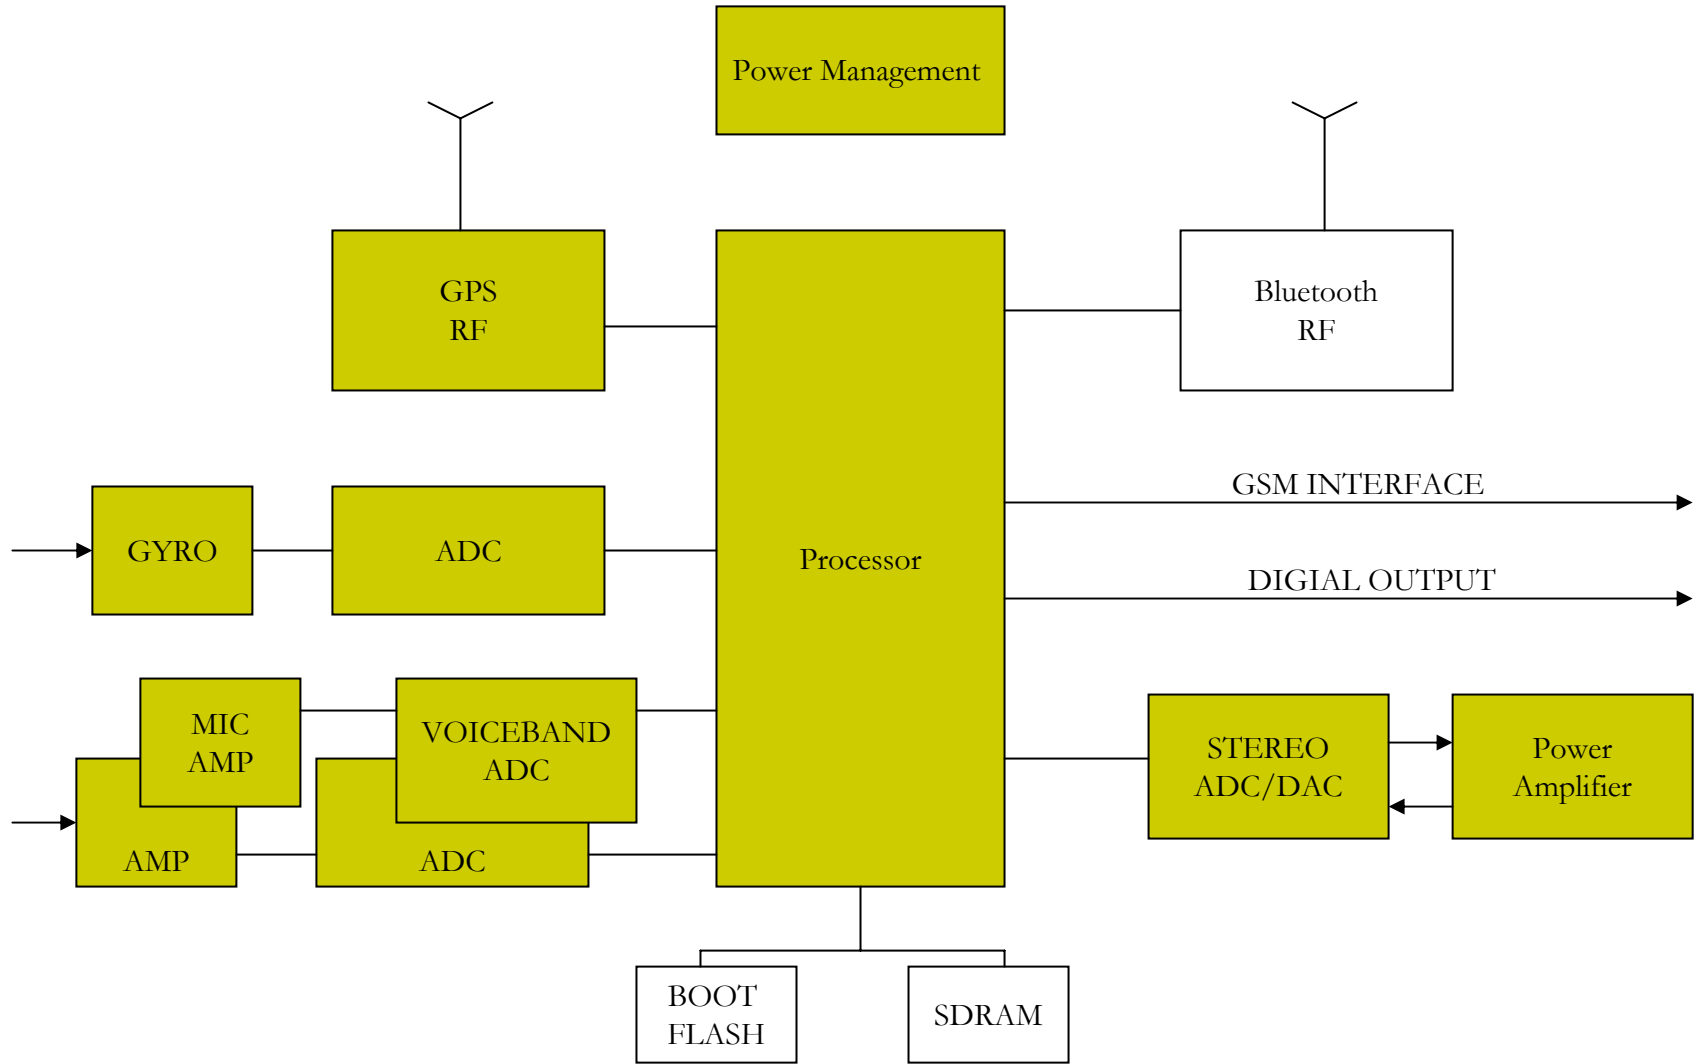 Power Management
GPS
RF
Bluetooth
RF
GSM INTERFACE
GYRO
ADC
Processor
DIGIAL OUTPUT
MIC
AMP
VOICEBAND
ADC
STEREO
ADC/DAC
Power
Amplifier
AMP
ADC
BOOT
FLASH
SDRAM